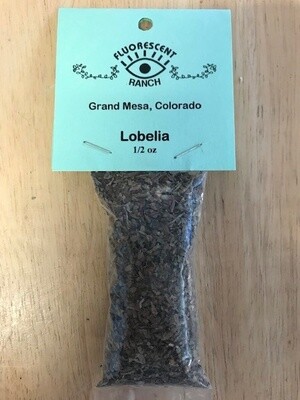 FLUORESCENT
RANCH
Grand Mesa, Colorado
Lobelia
1/2 oz